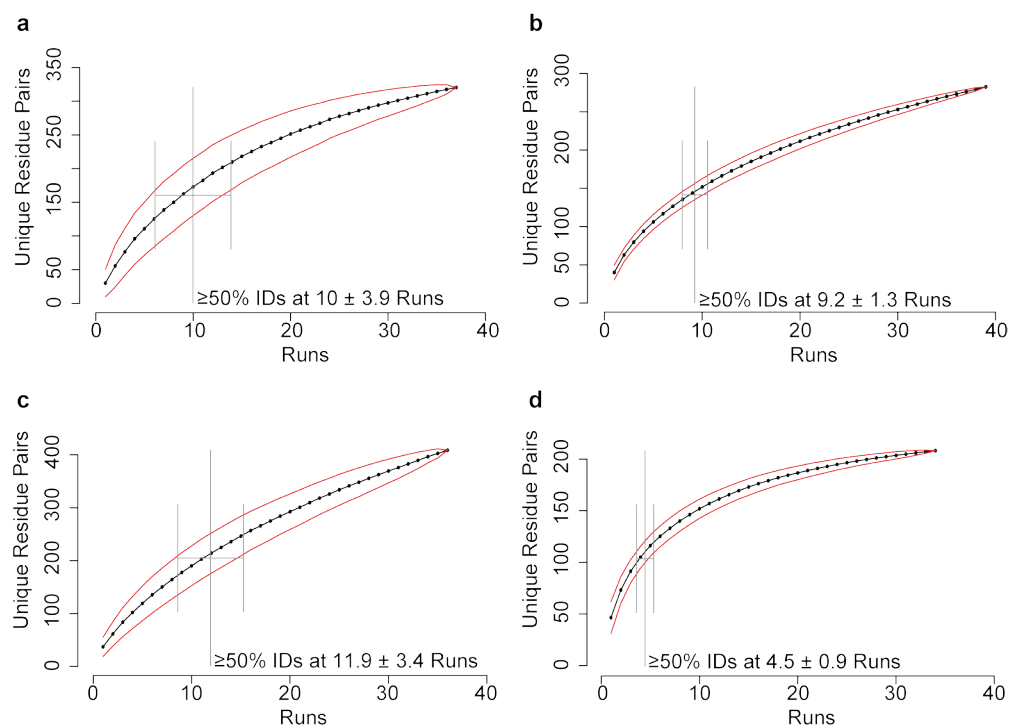 a
Unique Residue Pairs
350
250
150
50
0
≥50% IDs at 10 ± 3.9 Runs
0 10 20 30 40
Runs
b
Unique Residue Pairs
300
200
100
50
0
≥50% IDs at 9.2 ± 1.3 Runs
0 10 20 30 40
Runs
c
Unique Residue Pairs
400
300
200
100
0
≥50% IDs at 11.9 ± 3.4 Runs
0 10 20 30 40
Runs
d
Unique Residue Pairs
200
150
100
50
0
≥50% IDs at 4.5 ± 0.9 Runs
0 10 20 30 40
Runs